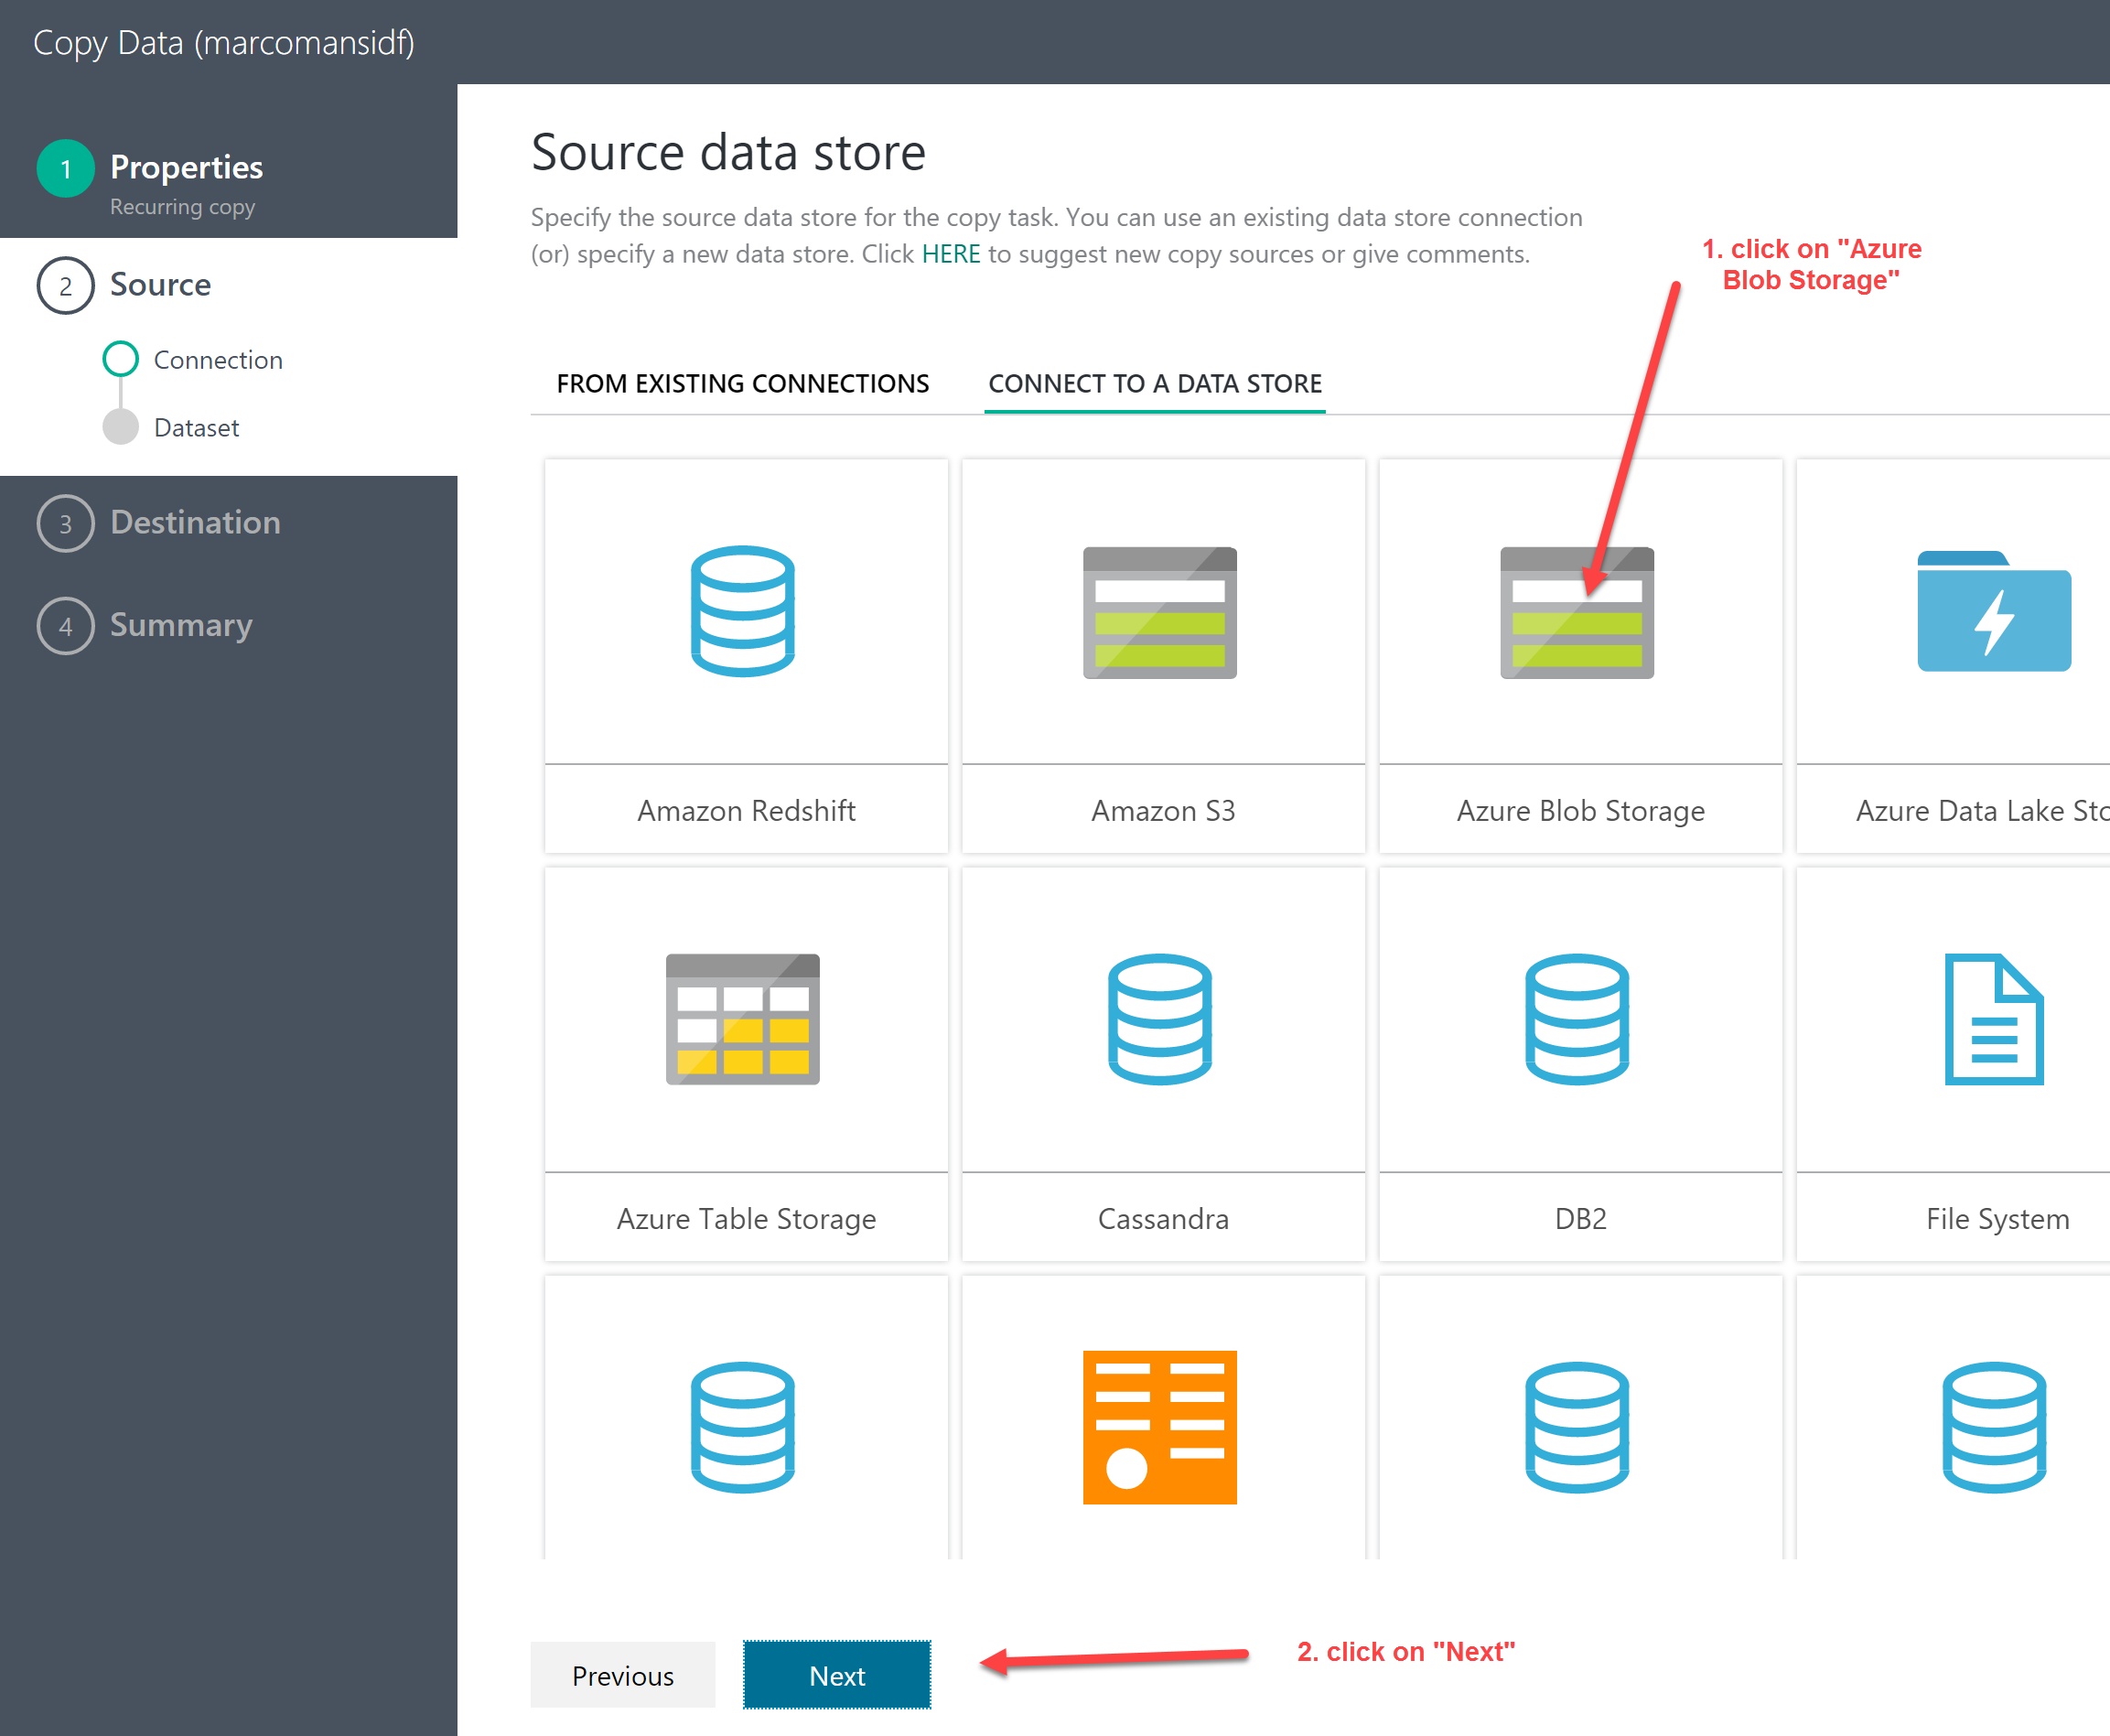 Copy Data (marcomansidf)
1 Properties
Recurring copy
2 Source
Connection
Dataset
3 Destination
4 Summary
Source data store
Specify the source data store for the copy task. You can use an existing data store connection
(or) specify a new data store. Click HERE to suggest new copy sources or give comments.
1. click on "Azure
Blob Storage"
FROM EXISTING CONNECTIONS CONNECT TO A DATA STORE
Amazon Redshift Amazon S3 Azure Blob Storage Azure Data Lake Sto
Azure Table Storage Cassandra DB2 File System
Previous Next
2. click on "Next"